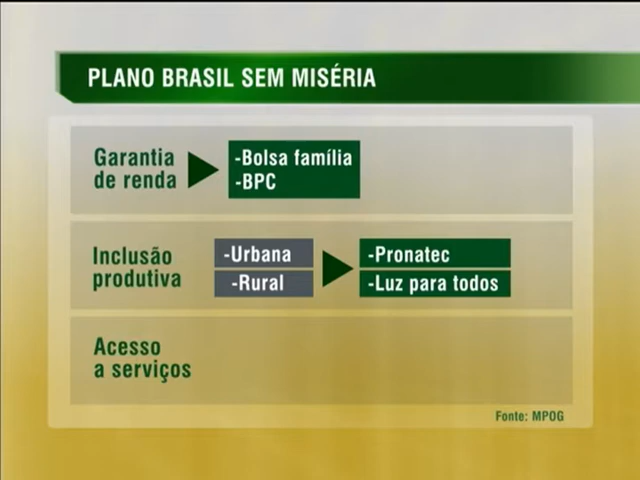 PLANO BRASIL SEM MISÉRIA
Garantia
de renda
-Bolsa família
-BPC
Inclusão
produtiva
-Urbana
-Rural
-Pronatec
-Luz para todos
Acesso
a serviços
Fonte: MPOG